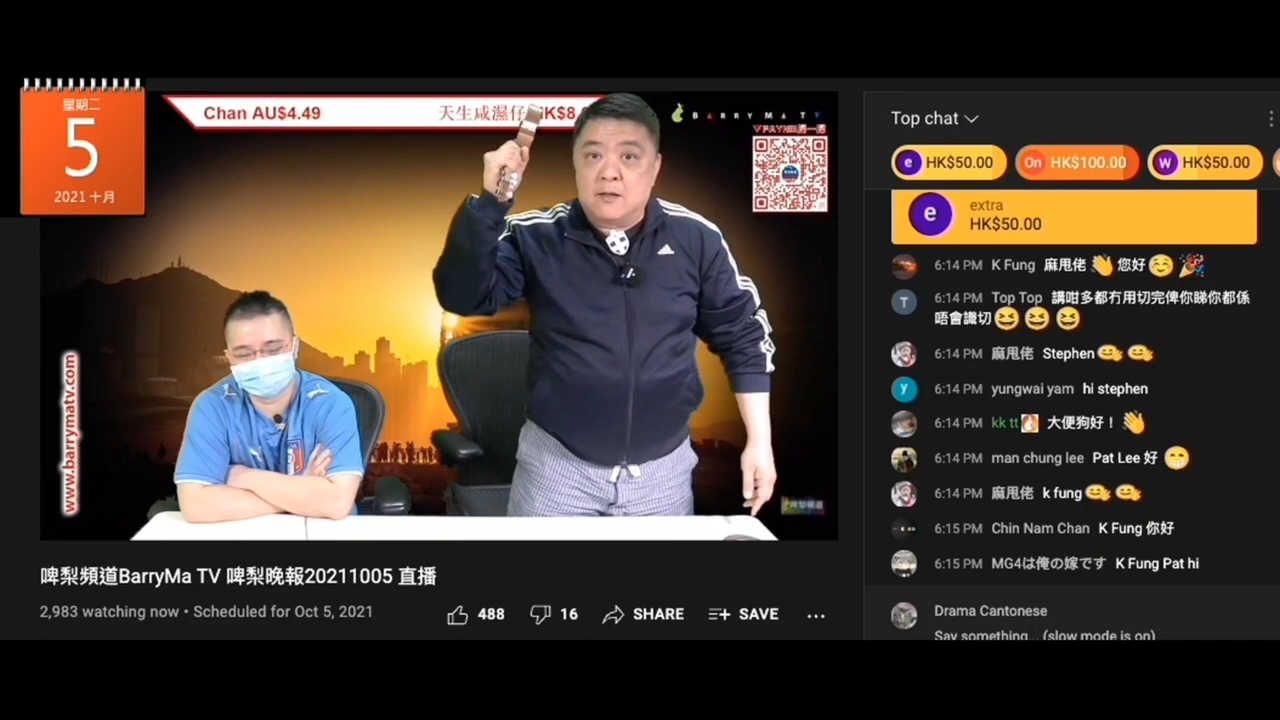 星期二
5
2021 十月
Chan AU$4.49
天生咸濕仔 HK$8.
BARRYMATV
PAYME
www.barrymatv.com
啤梨頻道
啤梨頻道BarryMa TV 啤梨晚報20211005 直播
2,983 watching now • Scheduled for Oct 5, 2021
488
16
SHARE
SAVE
Top chat
e HK$50.00
On HK$100.00
W HK$50.00
e
extra
HK$50.00
6:14 PM K Fung 麻甩佬👋您好☺️🎉
T
6:14 PM Top Top 講咁多都冇用切完俾你睇你都係
唔會識切😆😆😆
6:14 PM 麻甩佬 Stephen
y
6:14 PM yungwai yam hi stephen
6:14 PM kk tt 大便狗好！👋
6:14 PM man chung lee Pat Lee 好😁
6:14 PM 麻甩佬 k fung
6:15 PM Chin Nam Chan K Fung 你好
6:15 PM MG4は俺の嫁です K Fung Pat hi
Drama Cantonese
Say something... (slow mode is on)